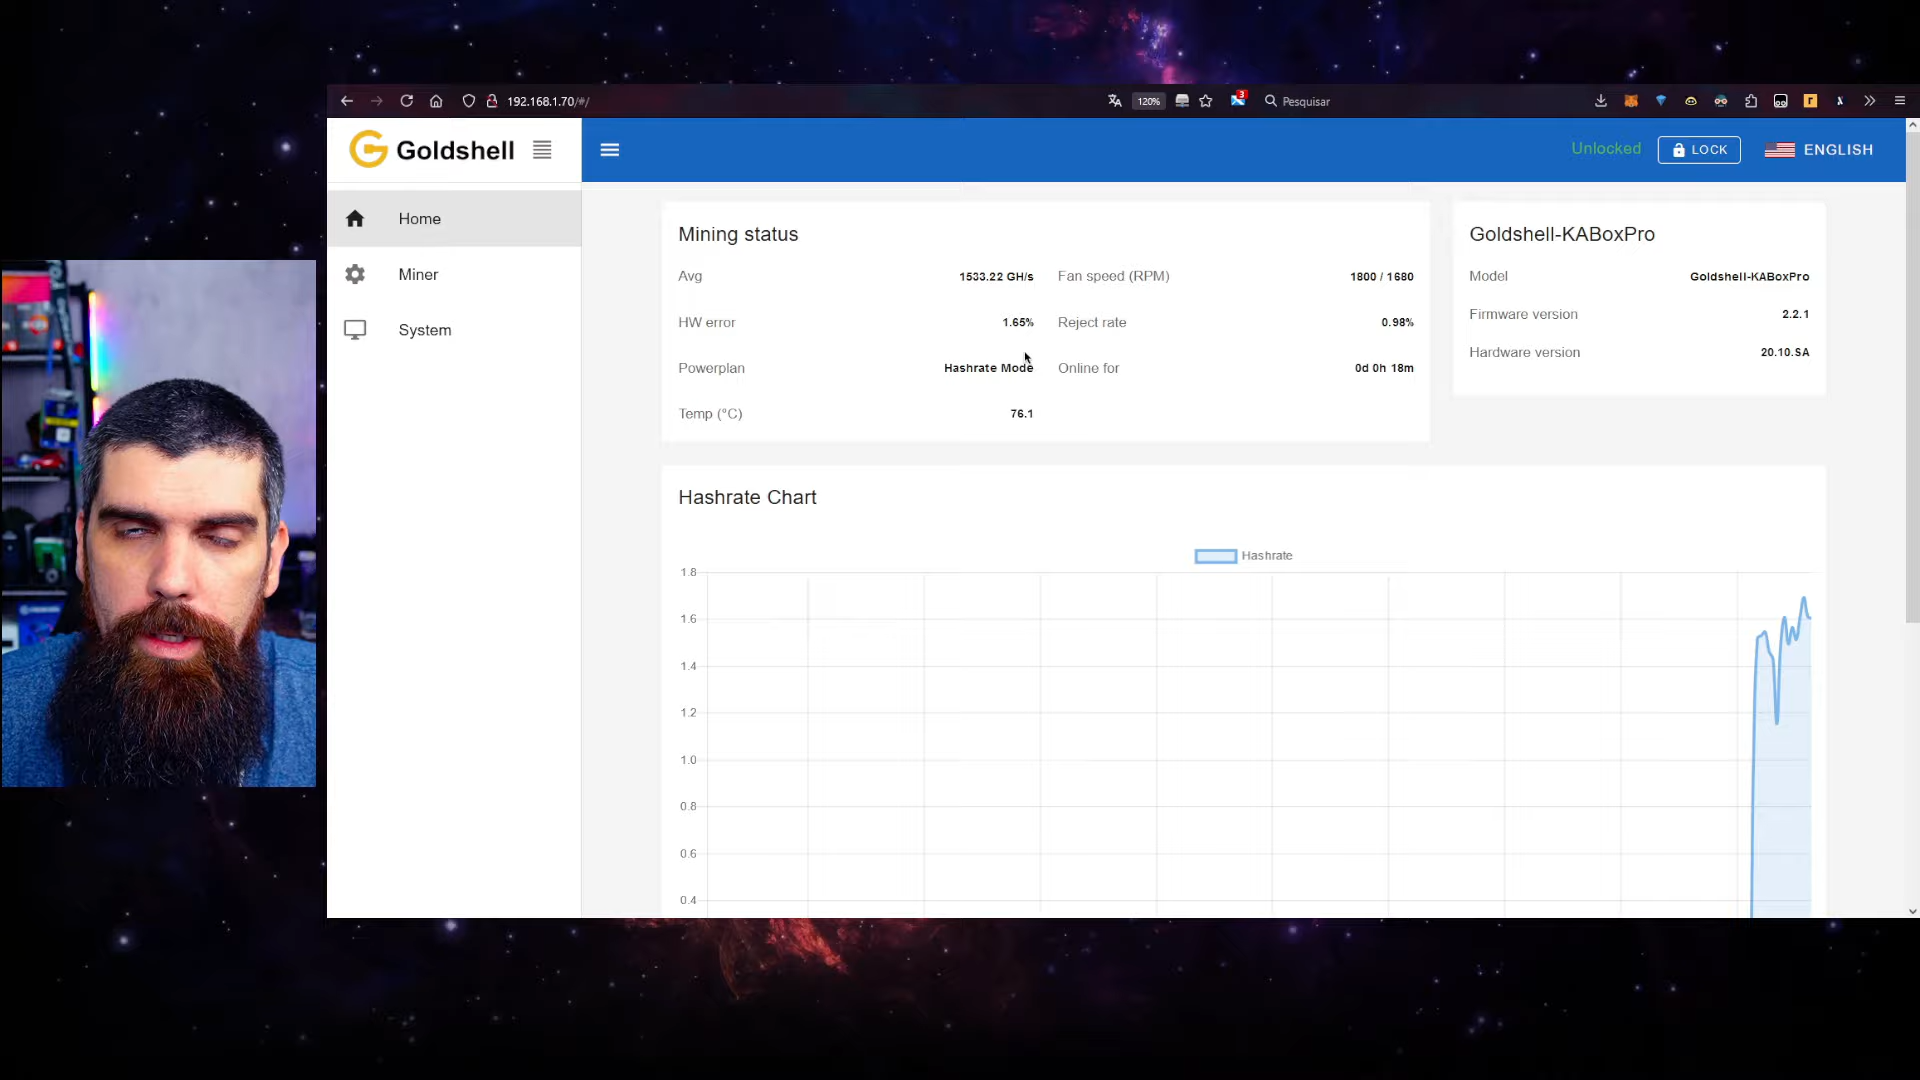 192.168.1.70/#/
120%
3
Pesquisar
Goldshell
Unlocked
LOCK
ENGLISH
Home
Miner
System
Mining status
Avg 1533.22 GH/s Fan speed (RPM) 1800 / 1680
HW error 1.65% Reject rate 0.98%
Powerplan Hashrate Mode Online for 0d 0h 18m
Temp (°C) 76.1
Goldshell-KABoxPro
Model Goldshell-KABoxPro
Firmware version 2.2.1
Hardware version 20.10.SA
Hashrate Chart
Hashrate
1.8
1.6
1.4
1.2
1.0
0.8
0.6
0.4